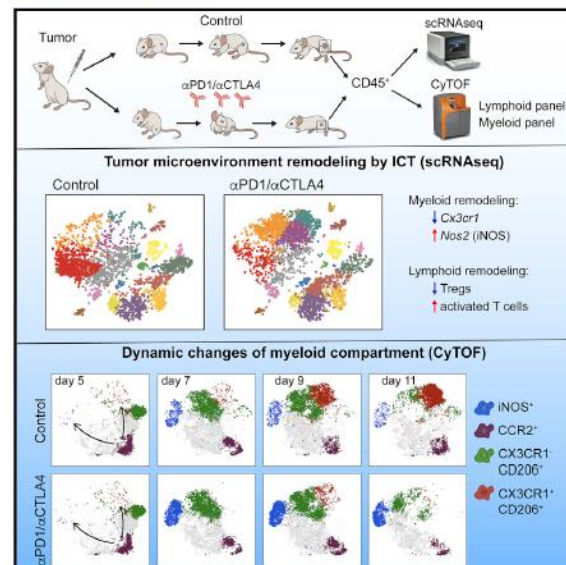 Control
Tumor
scRNAseq
αPD1/αCTLA4
CD45⁺
CyTOF
Lymphoid panel
Myeloid panel
Tumor microenvironment remodeling by ICT (scRNAseq)
Control
αPD1/αCTLA4
Myeloid remodeling:
↓ Cx3cr1
↑ Nos2 (iNOS)
Lymphoid remodeling:
↓ Tregs
↑ activated T cells
Dynamic changes of myeloid compartment (CyTOF)
day 5
day 7
day 9
day 11
Control
αPD1/αCTLA4
iNOS⁺
CCR2⁺
CX3CR1⁻
CD206⁺
CX3CR1⁺
CD206⁺